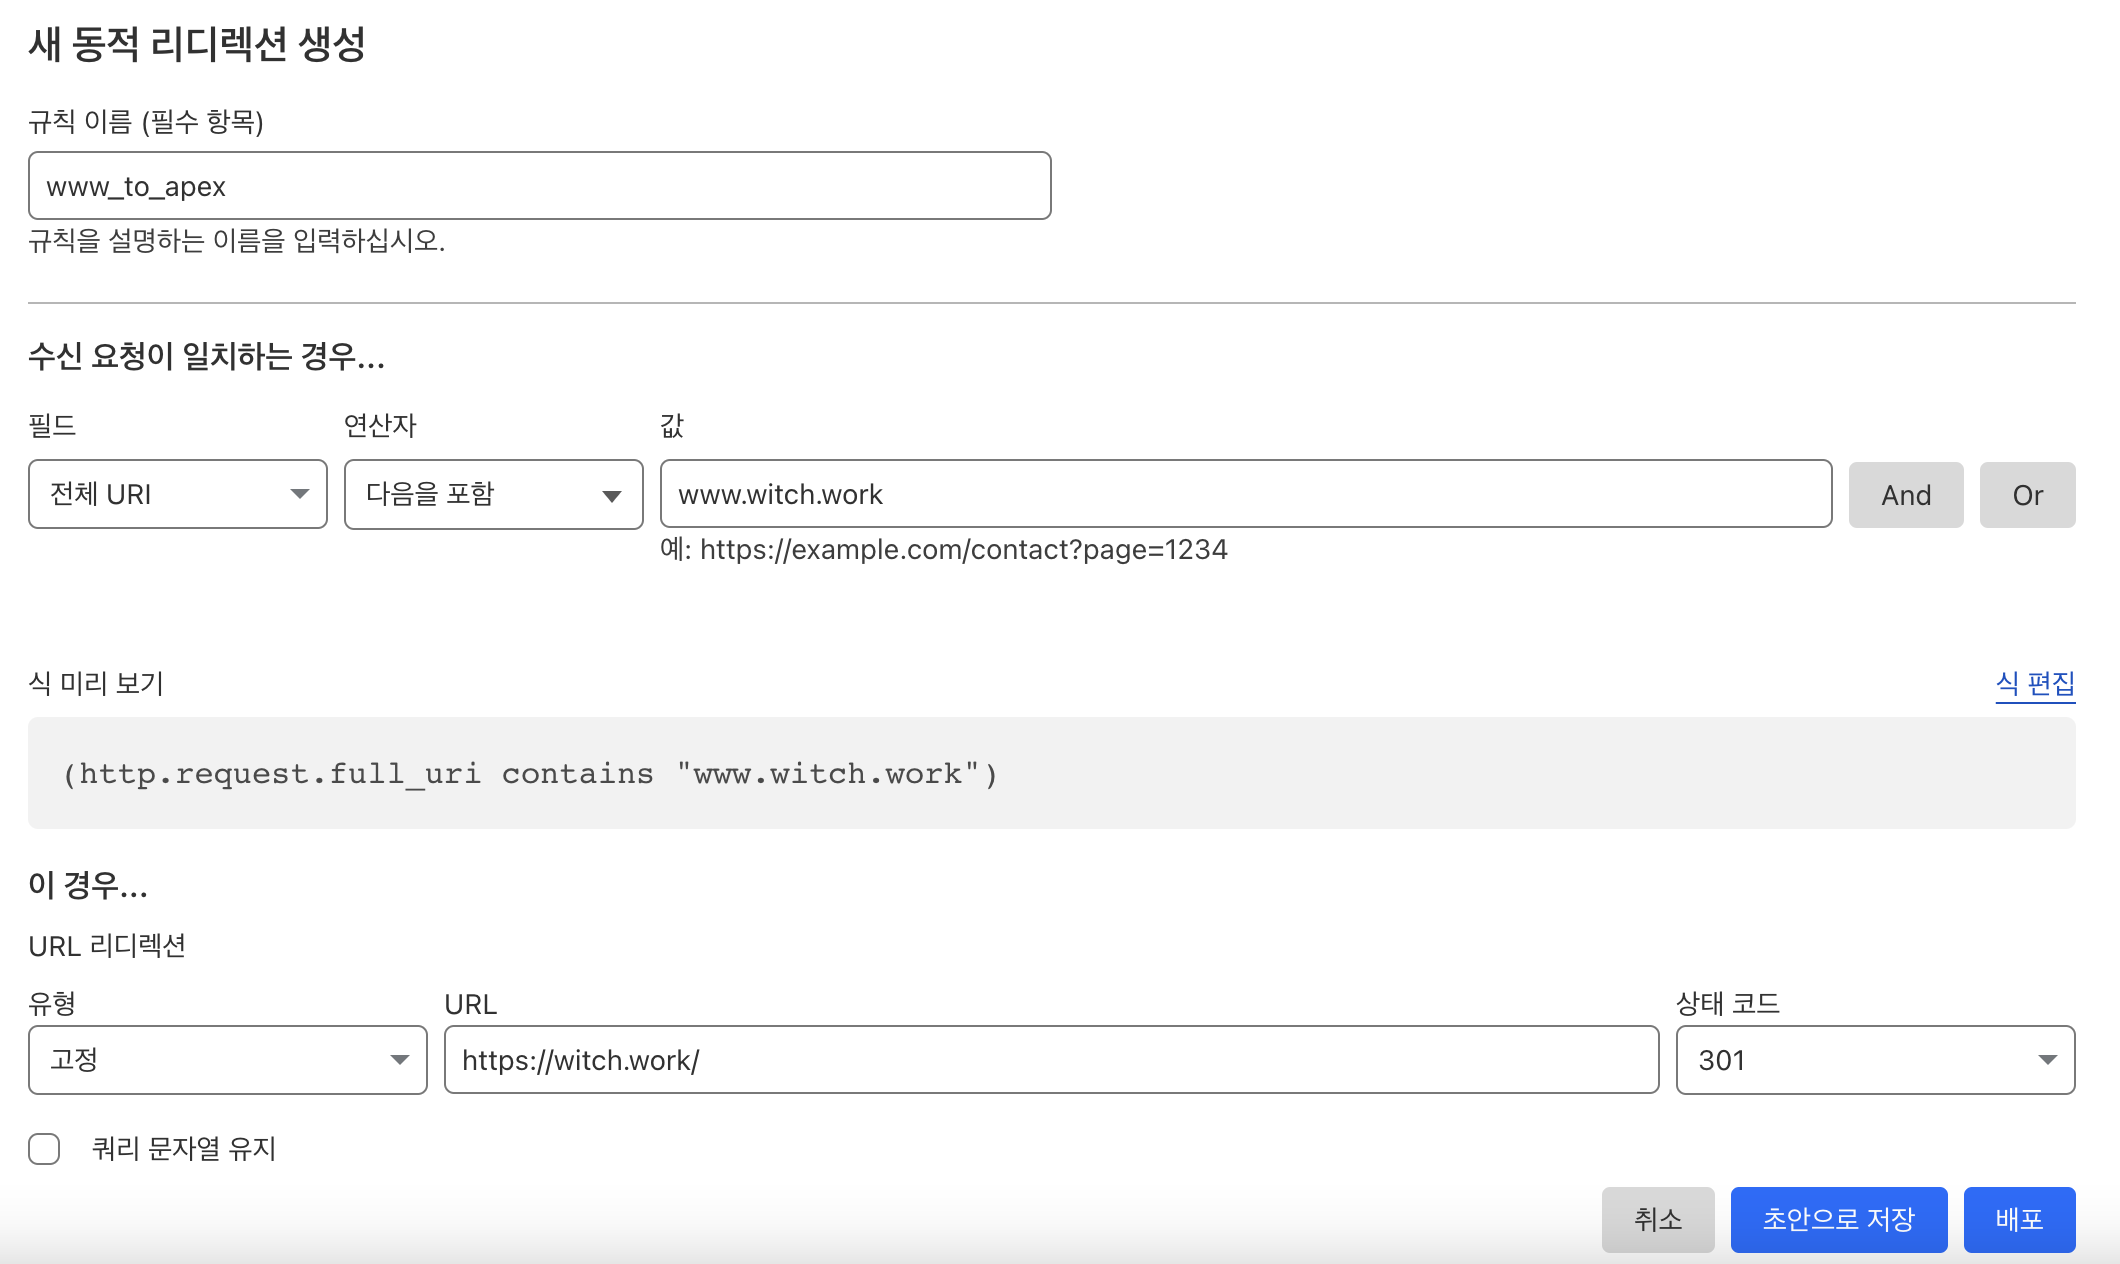 새 동적 리디렉션 생성
규칙 이름 (필수 항목)
www_to_apex
규칙을 설명하는 이름을 입력하십시오.
수신 요청이 일치하는 경우...
필드 연산자 값
전체 URI 다음을 포함 www.witch.work And Or
예: https://example.com/contact?page=1234
식 미리 보기 식 편집
(http.request.full_uri contains "www.witch.work")
이 경우...
URL 리디렉션
유형 URL 상태 코드
고정 https://witch.work/ 301
쿼리 문자열 유지
취소 초안으로 저장 배포